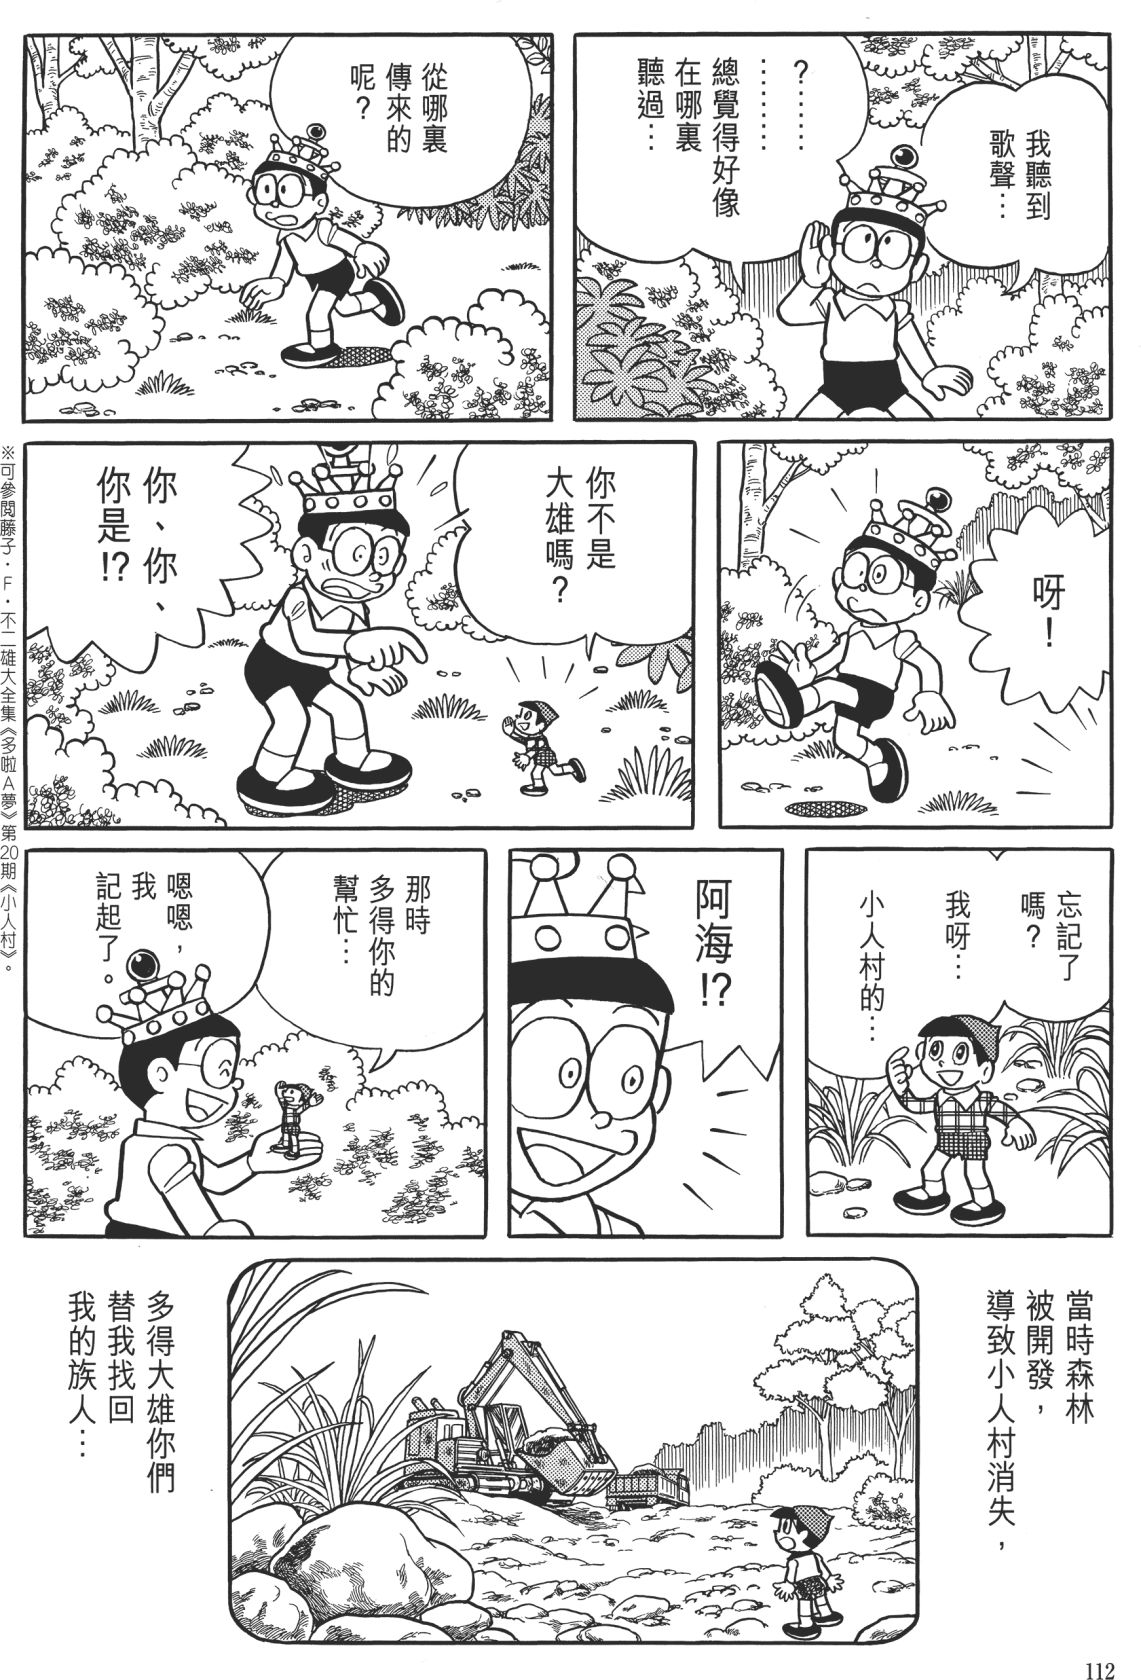 我聽到
歌聲…
？………
…………
總覺得好像
在哪裏
聽過…
從哪裏
傳來的
呢？
呀！
你不是
大雄嗎？
你、你、
你是!?
忘記了
嗎？
我呀…
小人村的…
阿海!?
那時
多得你的
幫忙…
嗯嗯，
我
記起了。
當時森林
被開發，
導致小人村消失，
多得大雄你們
替我找回
我的族人…
※可參閱藤子・F・不二雄大全集《多啦A夢》第20期《小人村》。
112